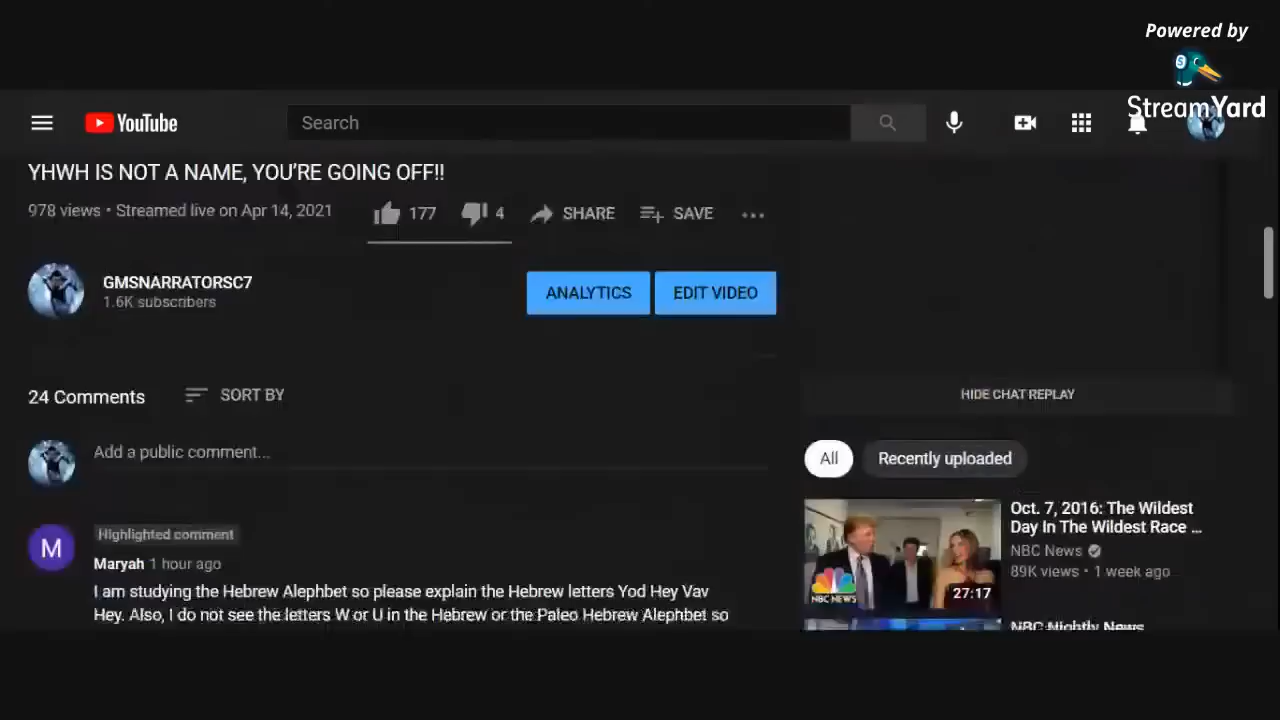 Powered by
StreamYard
YouTube
Search
YHWH IS NOT A NAME, YOU'RE GOING OFF!!
978 views • Streamed live on Apr 14, 2021
177
4
SHARE
SAVE
GMSNARRATORSC7
1.6K subscribers
ANALYTICS
EDIT VIDEO
24 Comments
SORT BY
Add a public comment...
M
Highlighted comment
Maryah 1 hour ago
I am studying the Hebrew Alephbet so please explain the Hebrew letters Yod Hey Vav
Hey. Also, I do not see the letters W or U in the Hebrew or the Paleo Hebrew Alephbet so
HIDE CHAT REPLAY
All
Recently uploaded
NBC NEWS
27:17
Oct. 7, 2016: The Wildest
Day In The Wildest Race ...
NBC News
89K views • 1 week ago
NBC Nightly News